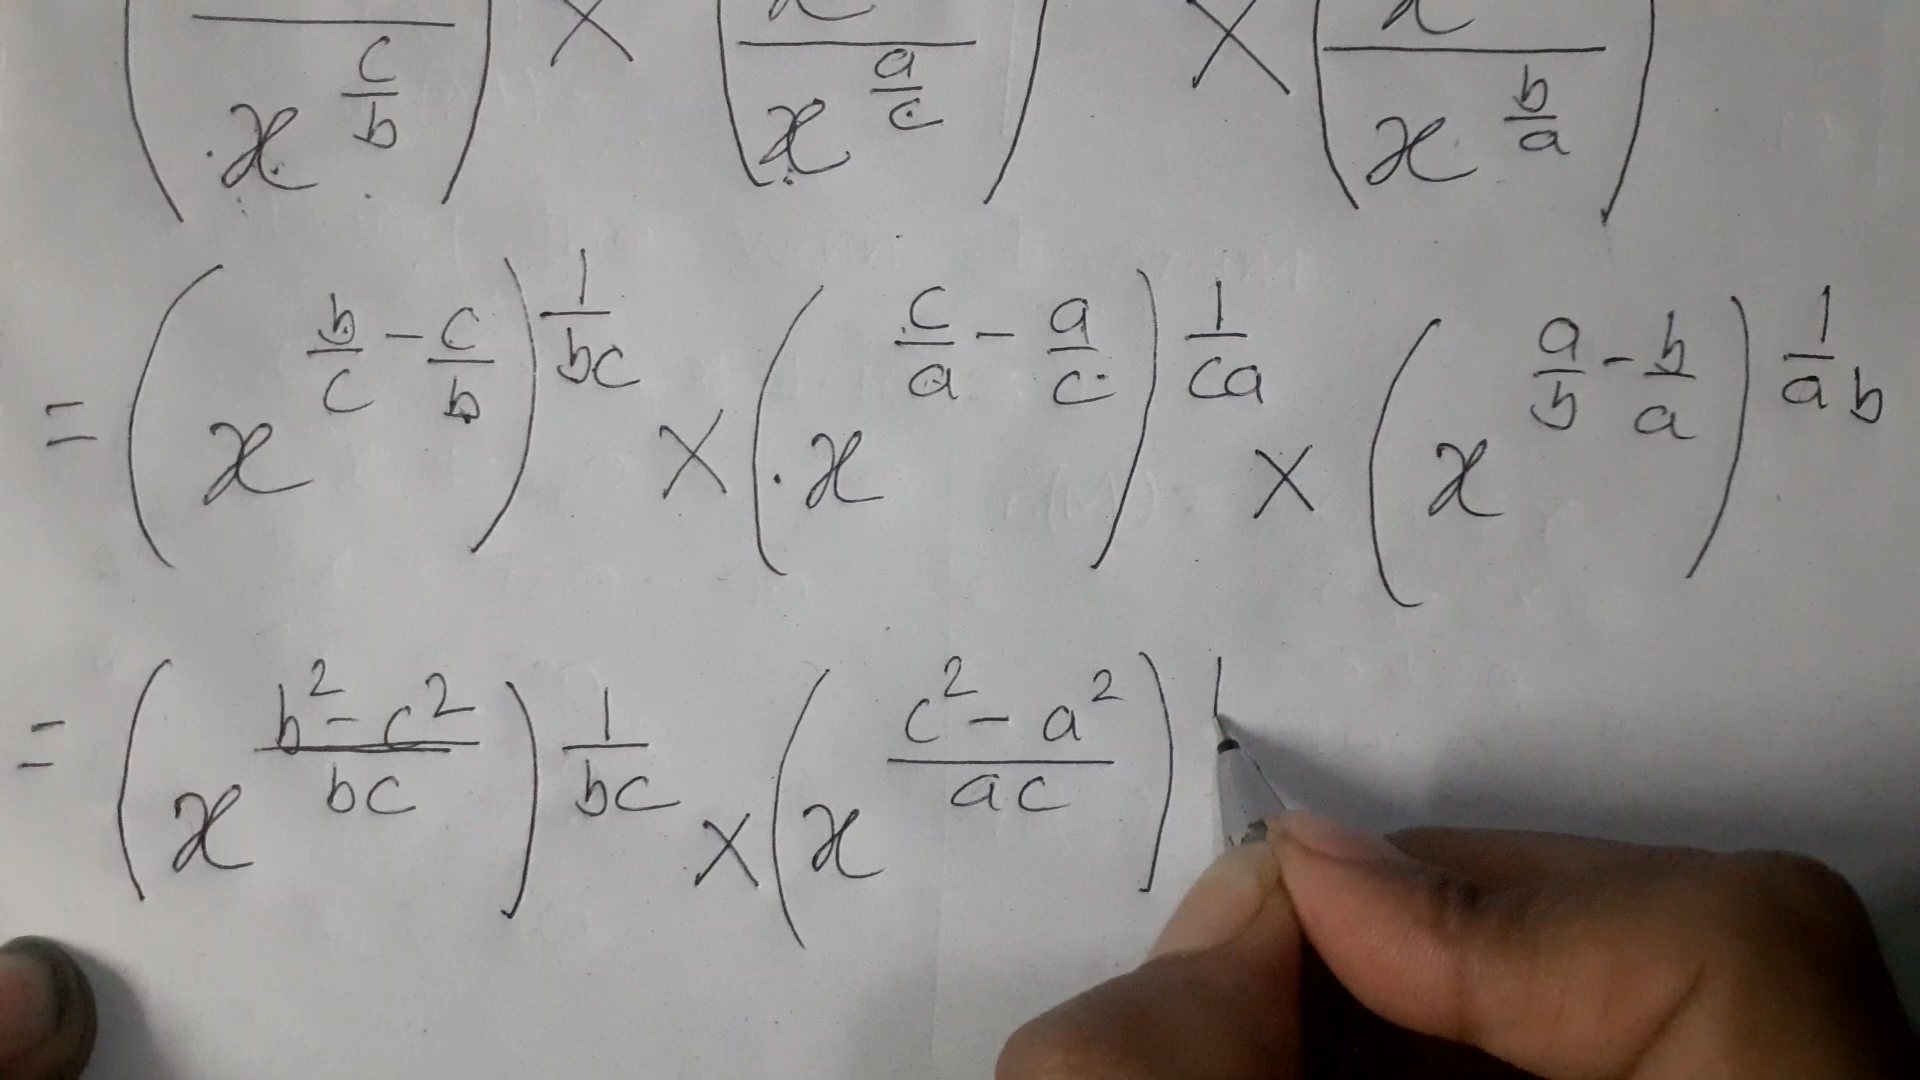 ( / x^(c/b)) × (x / x^(a/c)) × (x / x^(b/a))
= (x^(b/c - c/b))^(1/bc) × (x^(c/a - a/c))^(1/ca) × (x^(a/b - b/a))^(1/ab)
= (x^((b² - c²)/bc))^(1/bc) × (x^((c² - a²)/ac))^1